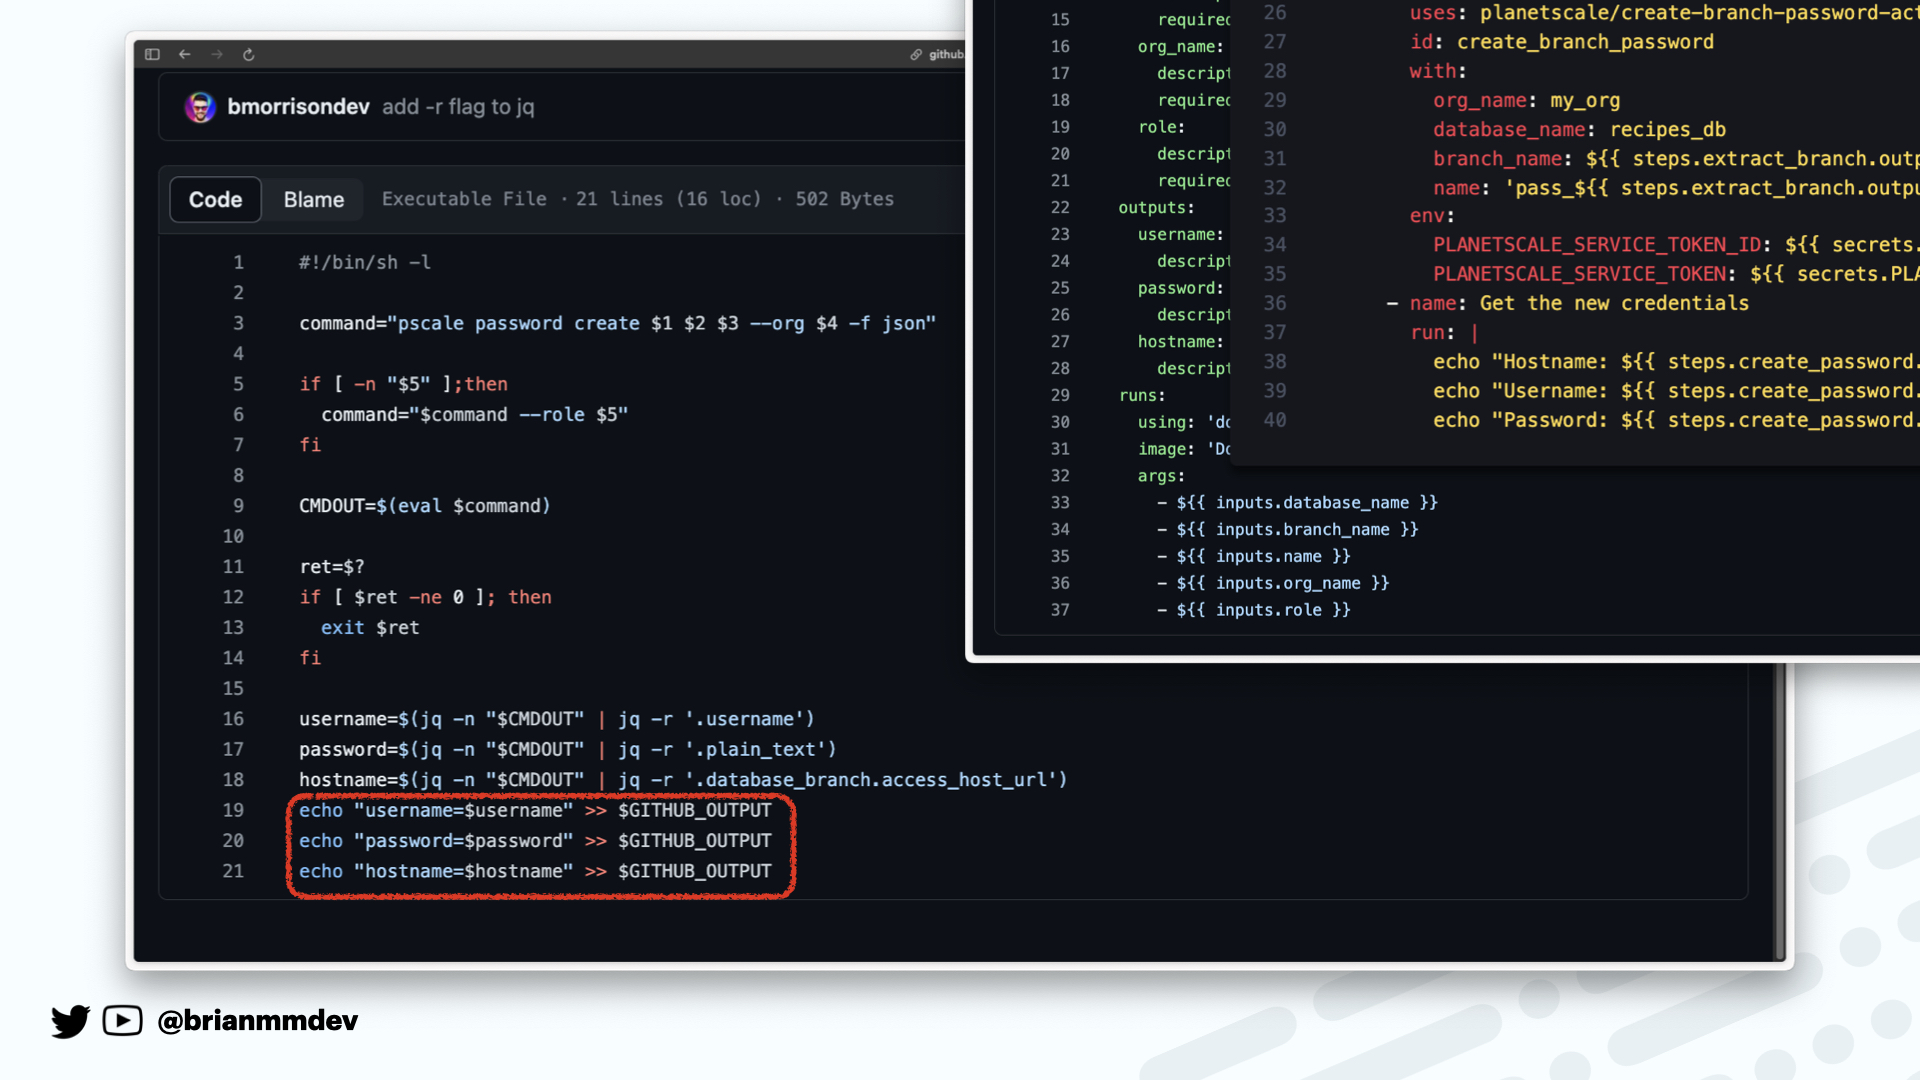 github.
bmorrisondev add -r flag to jq
Code Blame Executable File · 21 lines (16 loc) · 502 Bytes
1 #!/bin/sh -l
2
3 command="pscale password create $1 $2 $3 --org $4 -f json"
4
5 if [ -n "$5" ];then
6 command="$command --role $5"
7 fi
8
9 CMDOUT=$(eval $command)
10
11 ret=$?
12 if [ $ret -ne 0 ]; then
13 exit $ret
14 fi
15
16 username=$(jq -n "$CMDOUT" | jq -r '.username')
17 password=$(jq -n "$CMDOUT" | jq -r '.plain_text')
18 hostname=$(jq -n "$CMDOUT" | jq -r '.database_branch.access_host_url')
19 echo "username=$username" >> $GITHUB_OUTPUT
20 echo "password=$password" >> $GITHUB_OUTPUT
21 echo "hostname=$hostname" >> $GITHUB_OUTPUT
15 required
16 org_name:
17 descript
18 required
19 role:
20 descript
21 required
22 outputs:
23 username:
24 descript
25 password:
26 descript
27 hostname:
28 descript
29 runs:
30 using: 'do
31 image: 'Do
32 args:
33 - ${{ inputs.database_name }}
34 - ${{ inputs.branch_name }}
35 - ${{ inputs.name }}
36 - ${{ inputs.org_name }}
37 - ${{ inputs.role }}
26 uses: planetscale/create-branch-password-act
27 id: create_branch_password
28 with:
29 org_name: my_org
30 database_name: recipes_db
31 branch_name: ${{ steps.extract_branch.outp
32 name: 'pass_${{ steps.extract_branch.outpu
33 env:
34 PLANETSCALE_SERVICE_TOKEN_ID: ${{ secrets.
35 PLANETSCALE_SERVICE_TOKEN: ${{ secrets.PLA
36 - name: Get the new credentials
37 run: |
38 echo "Hostname: ${{ steps.create_password.
39 echo "Username: ${{ steps.create_password.
40 echo "Password: ${{ steps.create_password.
@brianmmdev